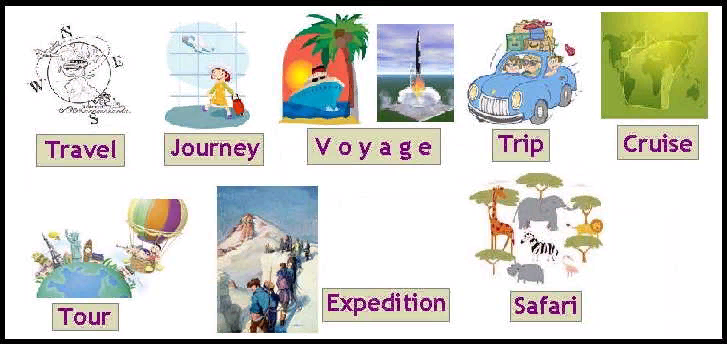 S
E
W
S
Travel
Journey
V o y a g e
Trip
Cruise
Tour
Expedition
Safari